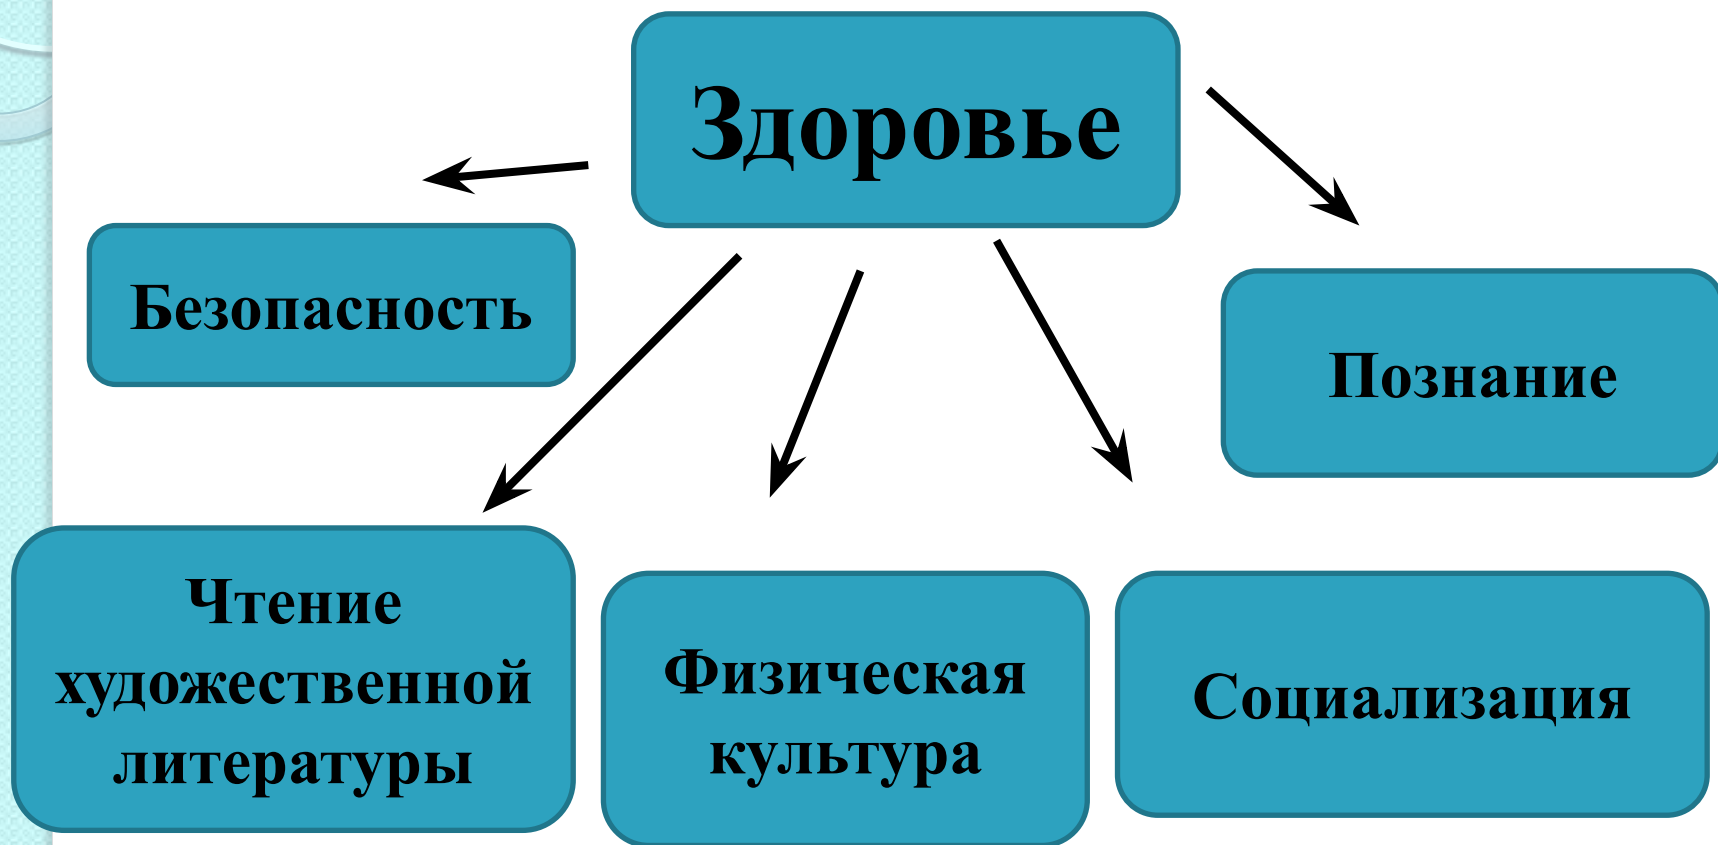 Здоровье
Безопасность
Познание
Чтение
художественной
литературы
Физическая
культура
Социализация